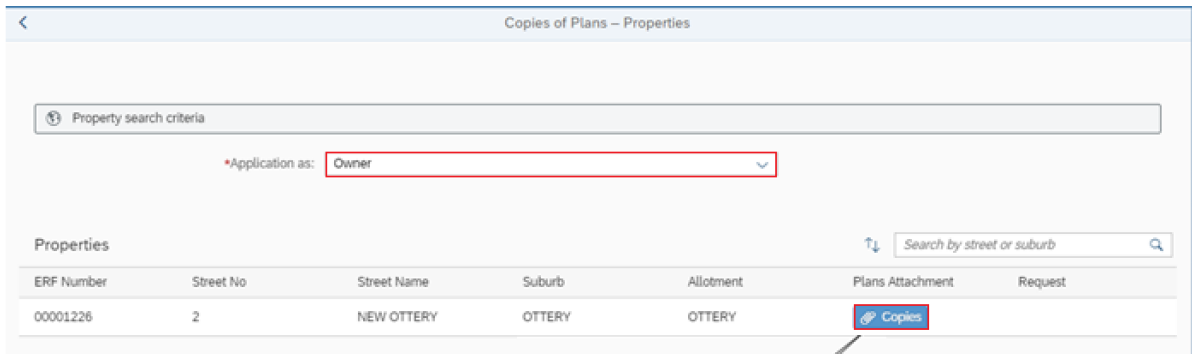 Copies of Plans – Properties
Property search criteria
*Application as: Owner
Properties Search by street or suburb
ERF Number Street No Street Name Suburb Allotment Plans Attachment Request
00001226 2 NEW OTTERY OTTERY OTTERY Copies